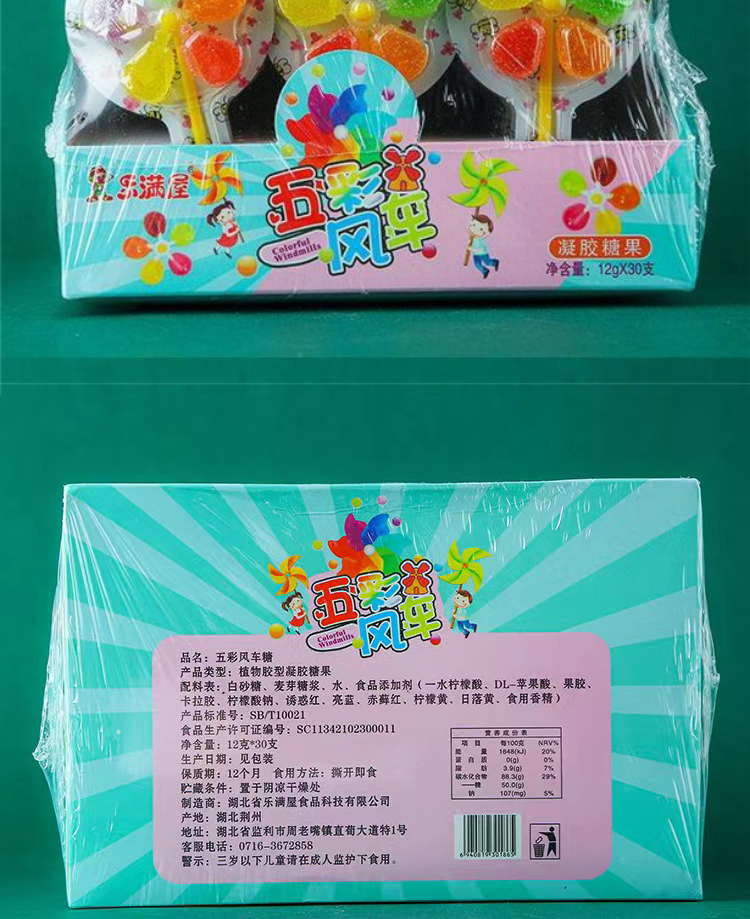 乐满屋
五彩风车
Colorful
Windmills
凝胶糖果
净含量：12gX30支
五彩风车
Colorful
Windmills
品名：五彩风车糖
产品类型：植物胶型凝胶糖果
配料表：白砂糖、麦芽糖浆、水、食品添加剂（一水柠檬酸、DL-苹果酸、果胶、
卡拉胶、柠檬酸钠、诱惑红、亮蓝、赤藓红、柠檬黄、日落黄、食用香精）
产品标准号：SB/T10021
食品生产许可证编号：SC11342102300011
净含量：12克*30支
生产日期：见包装
保质期：12个月 食用方法：撕开即食
贮藏条件：置于阴凉干燥处
制造商：湖北省乐满屋食品科技有限公司
产地：湖北荆州
地址：湖北省监利市周老嘴镇直荀大道特1号
客服电话：0716-3672858
警示：三岁以下儿童请在成人监护下食用。
营养成份表
项目 每100克 NRV%
能量 1648(kJ) 20%
蛋白质 0(g) 0%
脂肪 3.9(g) 7%
碳水化合物 88.3(g) 29%
——糖 50.0(g)
钠 107(mg) 5%
6940819301865